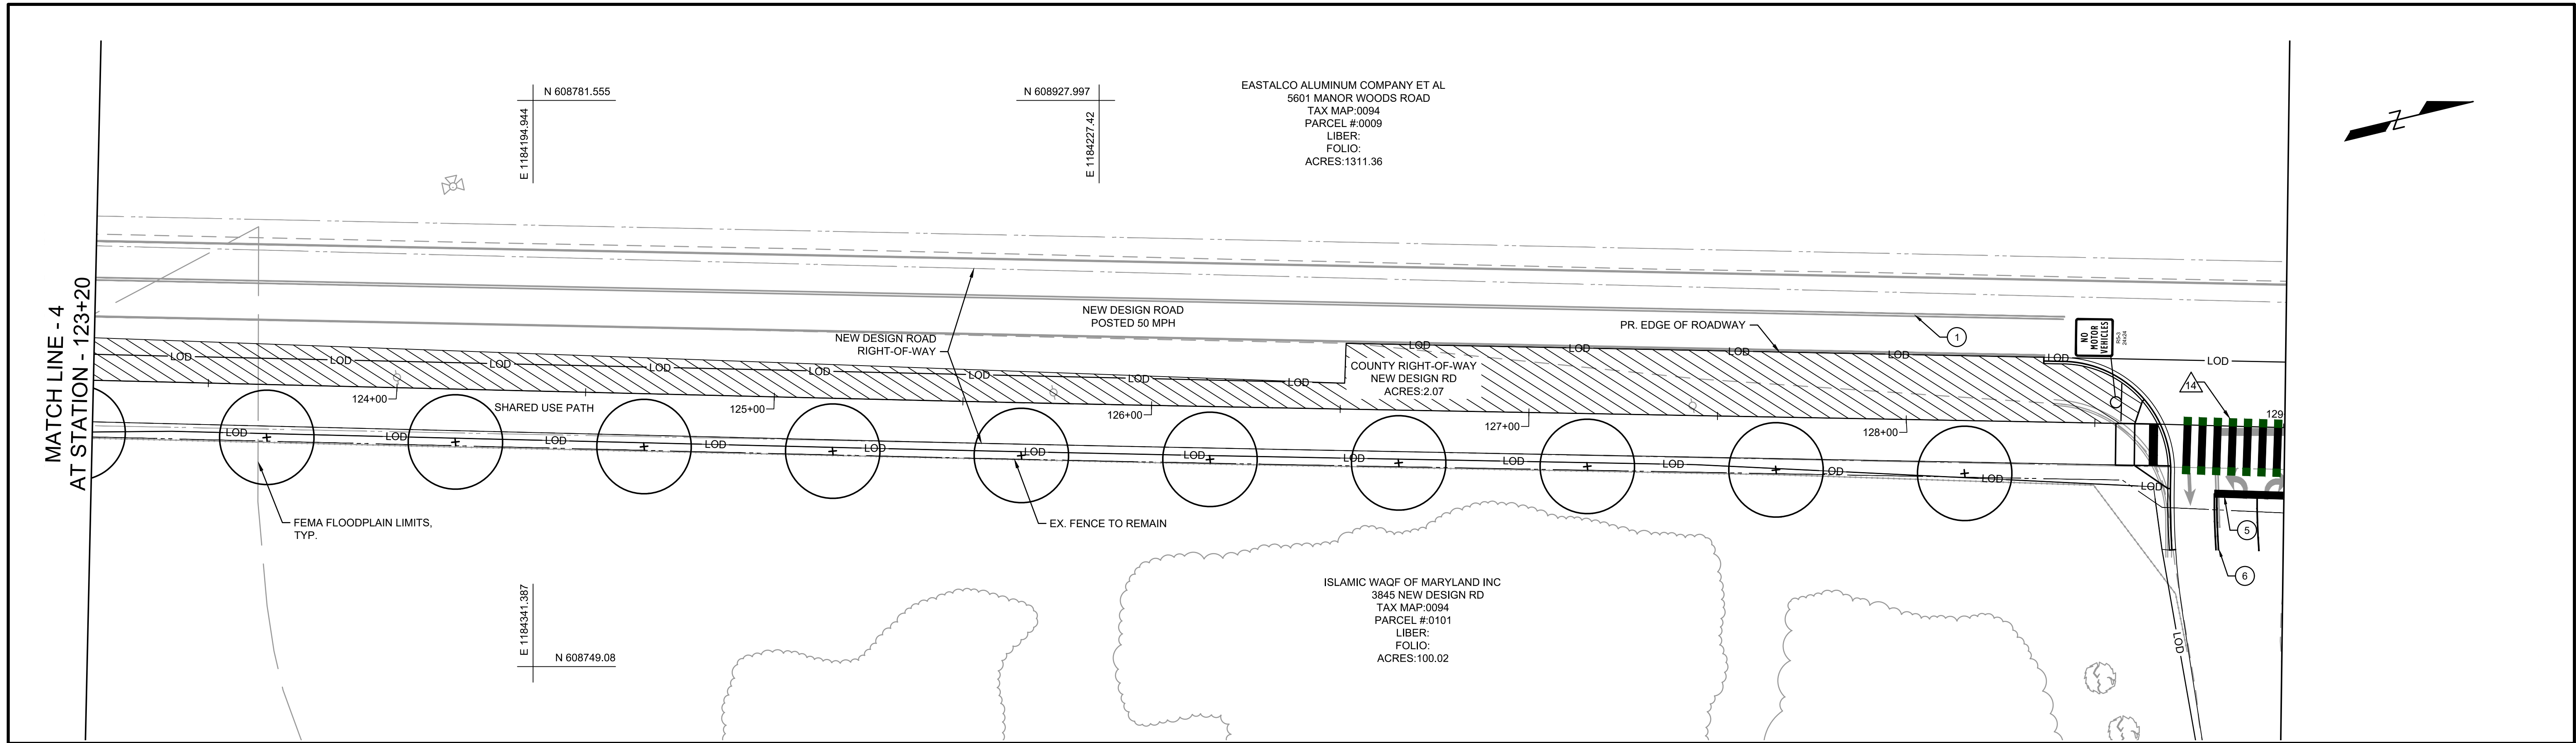 MATCH LINE - 4
AT STATION - 123+20
N 608781.555
E 1184194.944
N 608927.997
E 1184227.42
EASTALCO ALUMINUM COMPANY ET AL
5601 MANOR WOODS ROAD
TAX MAP:0094
PARCEL #:0009
LIBER:
FOLIO:
ACRES:1311.36
Z
NEW DESIGN ROAD
POSTED 50 MPH
NEW DESIGN ROAD
RIGHT-OF-WAY
PR. EDGE OF ROADWAY
1
NO
MOTOR
VEHICLES
R5-3
24x24
LOD LOD LOD LOD LOD LOD LOD LOD LOD LOD LOD LOD LOD LOD
COUNTY RIGHT-OF-WAY
NEW DESIGN RD
ACRES:2.07
14
124+00
SHARED USE PATH
125+00
126+00
127+00
128+00
129
LOD LOD LOD LOD LOD LOD LOD LOD LOD LOD OD LOD LOD
FEMA FLOODPLAIN LIMITS,
TYP.
EX. FENCE TO REMAIN
5
6
E 1184341.387
N 608749.08
ISLAMIC WAQF OF MARYLAND INC
3845 NEW DESIGN RD
TAX MAP:0094
PARCEL #:0101
LIBER:
FOLIO:
ACRES:100.02
LOD